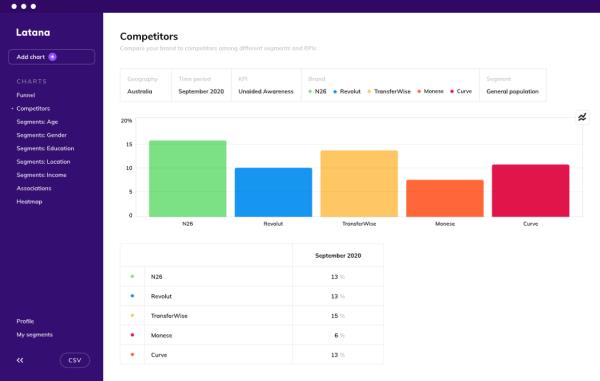 Latana
Add chart +
CHARTS
Funnel
Competitors
Segments: Age
Segments: Gender
Segments: Education
Segments: Location
Segments: Income
Associations
Heatmap
Profile
My segments
CSV
Competitors
Compare your brand to competitors among different segments and KPIs
Geography
Australia
Time period
September 2020
KPI
Unaided Awareness
Brand
N26 Revolut TransferWise Monese Curve
Segment
General population
20%
15
10
5
0
N26 Revolut TransferWise Monese Curve
September 2020
N26 13 %
Revolut 13 %
TransferWise 15 %
Monese 6 %
Curve 13 %